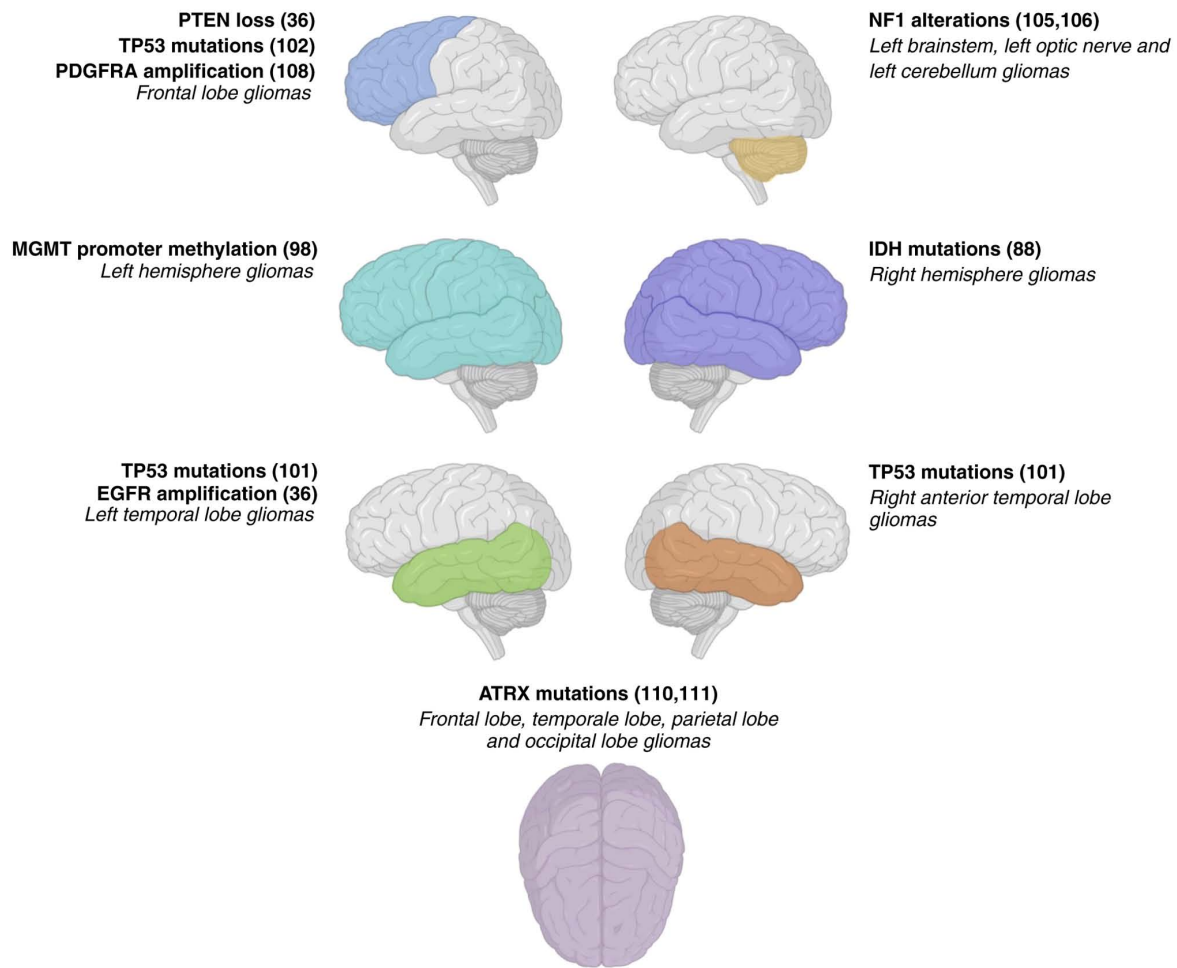 PTEN loss (36)
TP53 mutations (102)
PDGFRA amplification (108)
Frontal lobe gliomas
NF1 alterations (105,106)
Left brainstem, left optic nerve and
left cerebellum gliomas
MGMT promoter methylation (98)
Left hemisphere gliomas
IDH mutations (88)
Right hemisphere gliomas
TP53 mutations (101)
EGFR amplification (36)
Left temporal lobe gliomas
TP53 mutations (101)
Right anterior temporal lobe
gliomas
ATRX mutations (110,111)
Frontal lobe, temporale lobe, parietal lobe
and occipital lobe gliomas